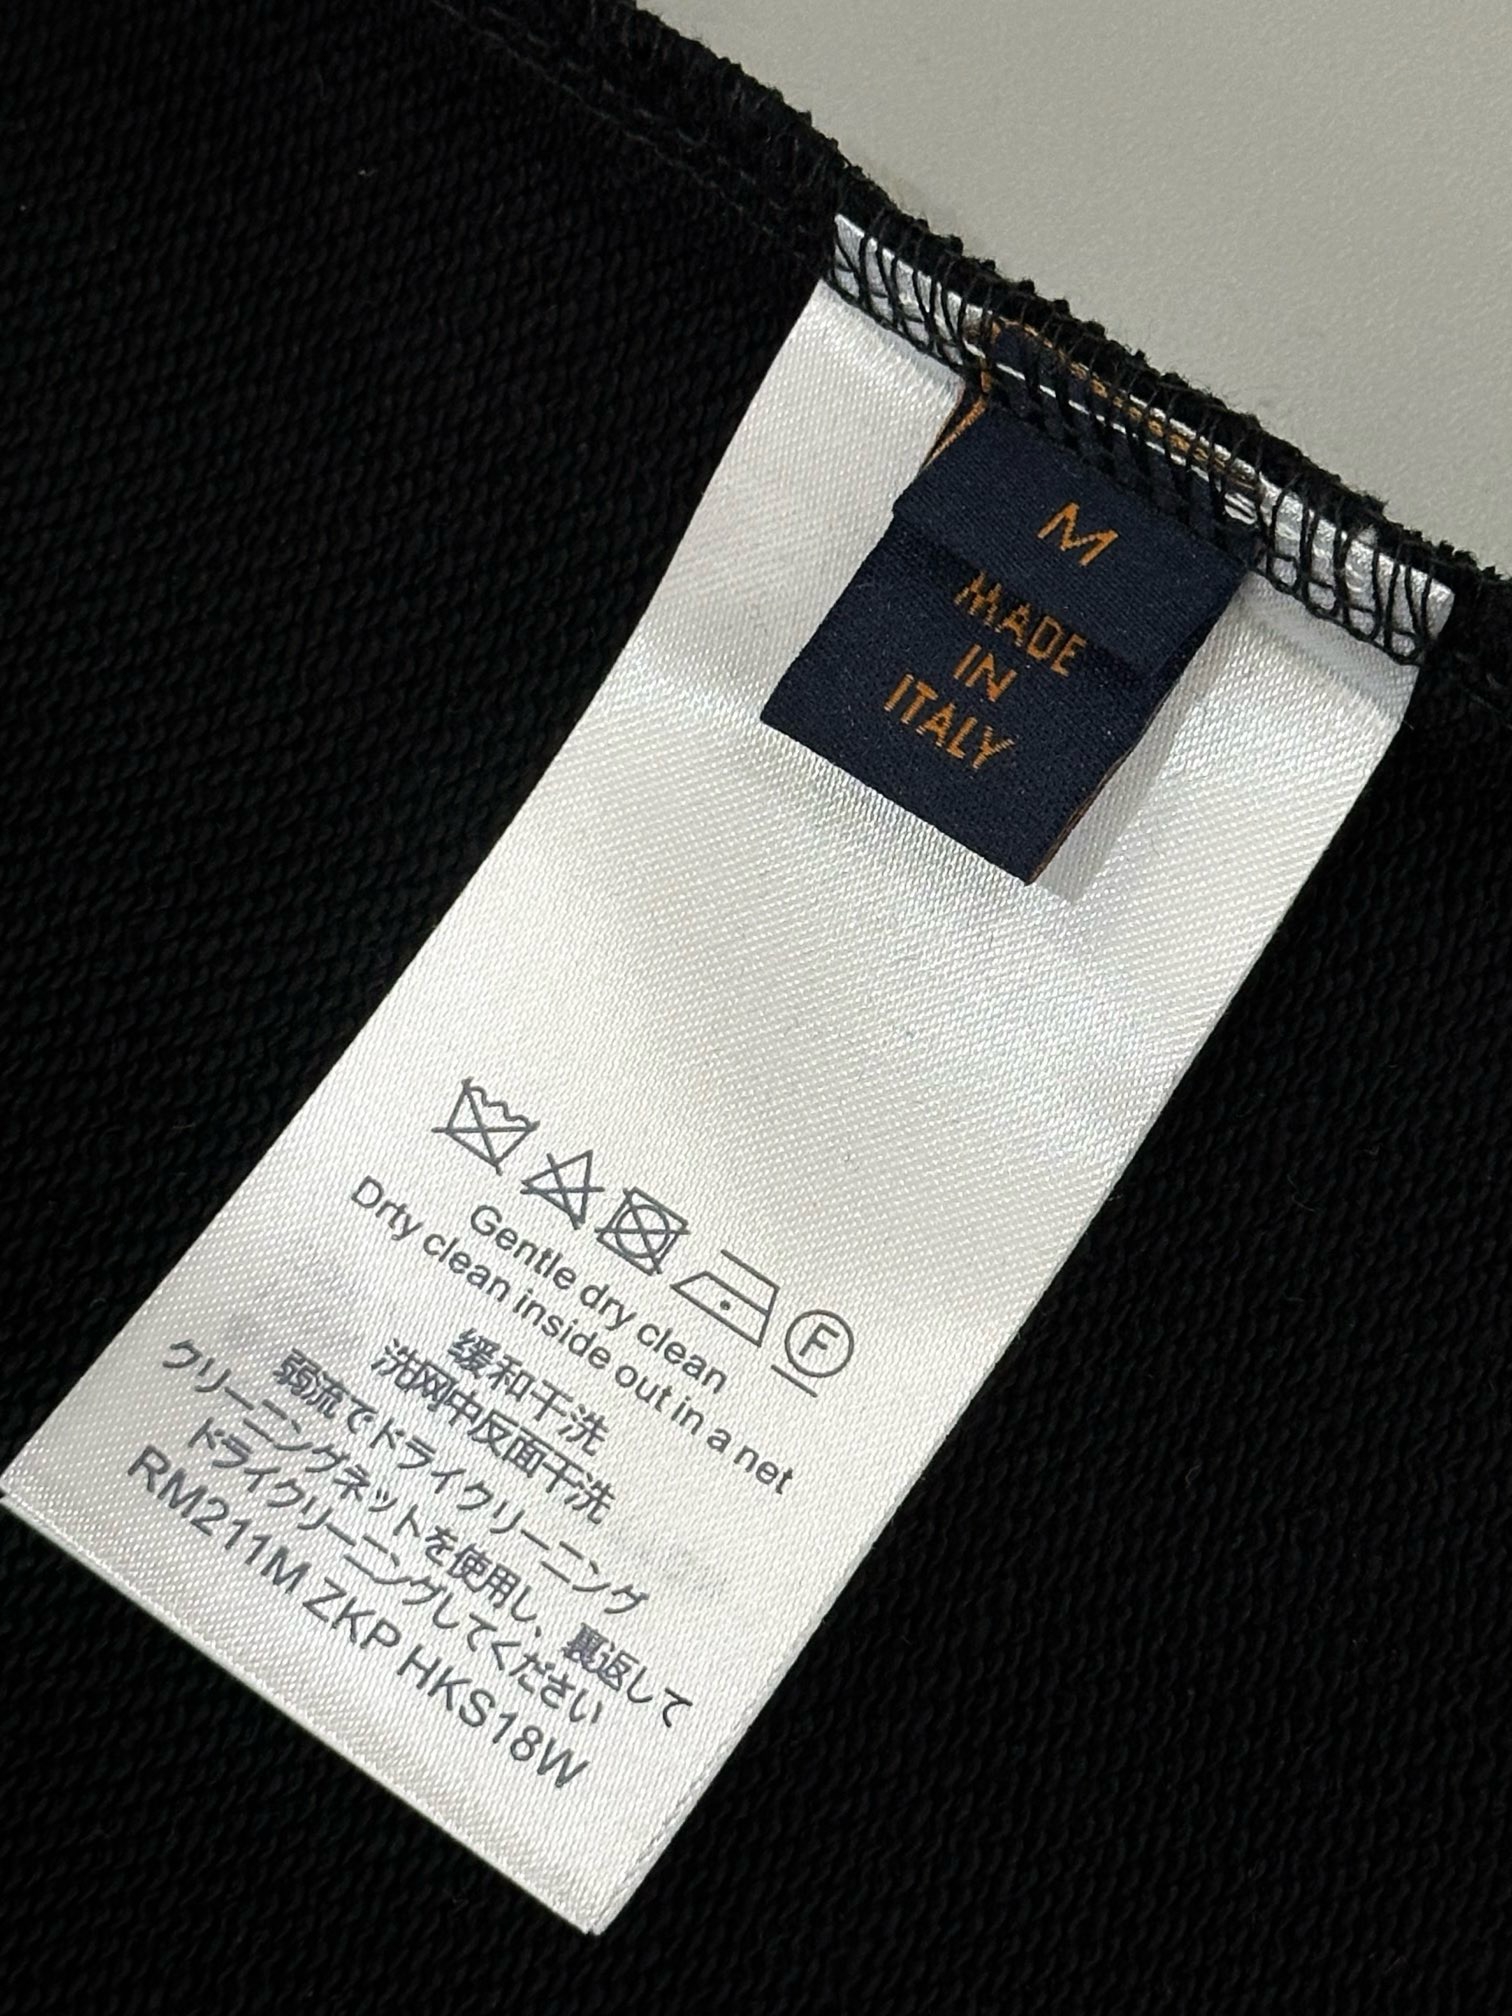 M
MADE
IN
ITALY
F
Gentle dry clean
Drty clean inside out in a net
缓和干洗
洗网中反面干洗
弱流でドライクリーニング
クリーニングネットを使用し、裏返して
ドライクリーニングしてください
RM211M ZKP HKS18W